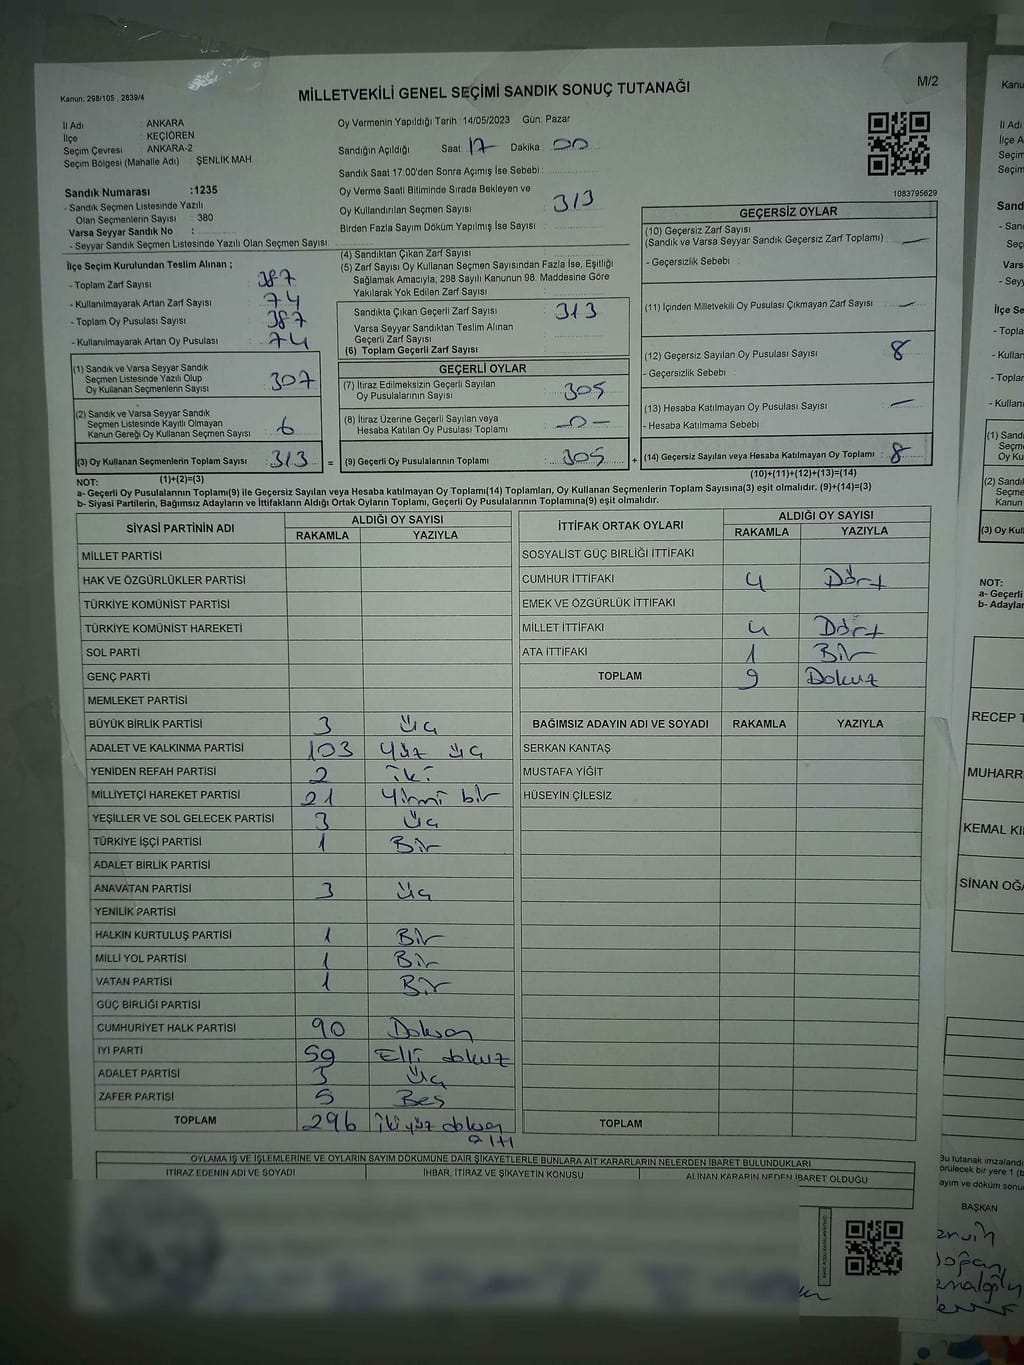 Kanun, 298/105 , 2839/4
MİLLETVEKİLİ GENEL SEÇİMİ SANDIK SONUÇ TUTANAĞI
M/2
İl Adı : ANKARA
İlçe : KEÇİÖREN
Seçim Çevresi : ANKARA-2
Seçim Bölgesi (Mahalle Adı) : ŞENLİK MAH
Sandık Numarası :1235
- Sandık Seçmen Listesinde Yazılı
Olan Seçmenlerin Sayısı : 380
Varsa Seyyar Sandık No :
- Seyyar Sandık Seçmen Listesinde Yazılı Olan Seçmen Sayısı
Oy Vermenin Yapıldığı Tarih :14/05/2023 Gün: Pazar
Sandığın Açıldığı Saat: 17 Dakika : 00
Sandık Saat 17:00'den Sonra Açımış İse Sebebi :
Oy Verme Saati Bitiminde Sırada Bekleyen ve
Oy Kullandırılan Seçmen Sayısı : 313
Birden Fazla Sayım Döküm Yapılmış İse Sayısı :
1083795629
İlçe Seçim Kurulundan Teslim Alınan ;
- Toplam Zarf Sayısı : 387
- Kullanılmayarak Artan Zarf Sayısı : 74
- Toplam Oy Pusulası Sayısı : 387
- Kullanılmayarak Artan Oy Pusulası : 74
(1) Sandık ve Varsa Seyyar Sandık
Seçmen Listesinde Yazılı Olup
Oy Kullanan Seçmenlerin Sayısı : 307
(2) Sandık ve Varsa Seyyar Sandık
Seçmen Listesinde Kayıtlı Olmayan
Kanun Gereği Oy Kullanan Seçmen Sayısı : 6
(3) Oy Kullanan Seçmenlerin Toplam Sayısı : 313
(1)+(2)=(3)
(4) Sandıktan Çıkan Zarf Sayısı
(5) Zarf Sayısı Oy Kullanan Seçmen Sayısından Fazla İse, Eşitliği
Sağlamak Amacıyla, 298 Sayılı Kanunun 98. Maddesine Göre
Yakılarak Yok Edilen Zarf Sayısı :
Sandıkta Çıkan Geçerli Zarf Sayısı : 313
Varsa Seyyar Sandıktan Teslim Alınan
Geçerli Zarf Sayısı
(6) Toplam Geçerli Zarf Sayısı
GEÇERLİ OYLAR
(7) İtiraz Edilmeksizin Geçerli Sayılan
Oy Pusulalarının Sayısı : 305
(8) İtiraz Üzerine Geçerli Sayılan veya
Hesaba Katılan Oy Pusulası Toplamı : -0-
= (9) Geçerli Oy Pusulalarının Toplamı : 305
GEÇERSİZ OYLAR
(10) Geçersiz Zarf Sayısı
(Sandık ve Varsa Seyyar Sandık Geçersiz Zarf Toplamı) : —
- Geçersizlik Sebebi :
(11) İçinden Milletvekili Oy Pusulası Çıkmayan Zarf Sayısı : —
(12) Geçersiz Sayılan Oy Pusulası Sayısı : 8
- Geçersizlik Sebebi :
(13) Hesaba Katılmayan Oy Pusulası Sayısı : —
- Hesaba Katılmama Sebebi :
+ (14) Geçersiz Sayılan veya Hesaba Katılmayan Oy Toplamı : 8
(10)+(11)+(12)+(13)=(14)
NOT:
a- Geçerli Oy Pusulalarının Toplamı(9) ile Geçersiz Sayılan veya Hesaba katılmayan Oy Toplamı(14) Toplamları, Oy Kullanan Seçmenlerin Toplam Sayısına(3) eşit olmalıdır. (9)+(14)=(3)
b- Siyasi Partilerin, Bağımsız Adayların ve İttifakların Aldığı Ortak Oyların Toplamı, Geçerli Oy Pusulalarının Toplamına(9) eşit olmalıdır.
SİYASİ PARTİNİN ADI ALDIĞI OY SAYISI
RAKAMLA YAZIYLA
MİLLET PARTİSİ
HAK VE ÖZGÜRLÜKLER PARTİSİ
TÜRKİYE KOMÜNİST PARTİSİ
TÜRKİYE KOMÜNİST HAREKETİ
SOL PARTİ
GENÇ PARTİ
MEMLEKET PARTİSİ
BÜYÜK BİRLİK PARTİSİ 3 üç
ADALET VE KALKINMA PARTİSİ 103 yüz üç
YENİDEN REFAH PARTİSİ 2 iki
MİLLİYETÇİ HAREKET PARTİSİ 21 yirmi bir
YEŞİLLER VE SOL GELECEK PARTİSİ 3 üç
TÜRKİYE İŞÇİ PARTİSİ 1 Bir
ADALET BİRLİK PARTİSİ
ANAVATAN PARTİSİ 3 üç
YENİLİK PARTİSİ
HALKIN KURTULUŞ PARTİSİ 1 Bir
MİLLİ YOL PARTİSİ 1 Bir
VATAN PARTİSİ 1 Bir
GÜÇ BİRLİĞİ PARTİSİ
CUMHURİYET HALK PARTİSİ 90 Doksan
İYİ PARTİ 59 Elli dokuz
ADALET PARTİSİ 3 üç
ZAFER PARTİSİ 5 Beş
TOPLAM 296 ikiyüz doksan
altı
İTTİFAK ORTAK OYLARI ALDIĞI OY SAYISI
RAKAMLA YAZIYLA
SOSYALİST GÜÇ BİRLİĞİ İTTİFAKI
CUMHUR İTTİFAKI 4 Dört
EMEK VE ÖZGÜRLÜK İTTİFAKI
MİLLET İTTİFAKI 4 Dört
ATA İTTİFAKI 1 Bir
TOPLAM 9 Dokuz
BAĞIMSIZ ADAYIN ADI VE SOYADI RAKAMLA YAZIYLA
SERKAN KANTAŞ
MUSTAFA YİĞİT
HÜSEYİN ÇİLESİZ
TOPLAM
OYLAMA İŞ VE İŞLEMLERİNE VE OYLARIN SAYIM DÖKÜMÜNE DAİR ŞİKAYETLERLE BUNLARA AİT KARARLARIN NELERDEN İBARET BULUNDUKLARI
İTİRAZ EDENİN ADI VE SOYADI İHBAR, İTİRAZ VE ŞİKAYETİN KONUSU ALINAN KARARIN NEDEN İBARET OLDUĞU
Kanu
İl Adı
İlçe
Seçim
Seçim
Sand
- San
Varsa
- Sey
İlçe Se
- Topla
- Kullan
- Toplar
- Kullan
(1) Sand
Seçm
Oy Ku
(2) Sand
Seçme
Kanun
(3) Oy Kul
NOT:
a- Geçerli
b- Adaylar
RECEP T
MUHARR
KEMAL KI
SİNAN OĞA
Bu tutanak imzalandı
örülecek bir yere 1 (b
ayım ve döküm sonu
BAŞKAN